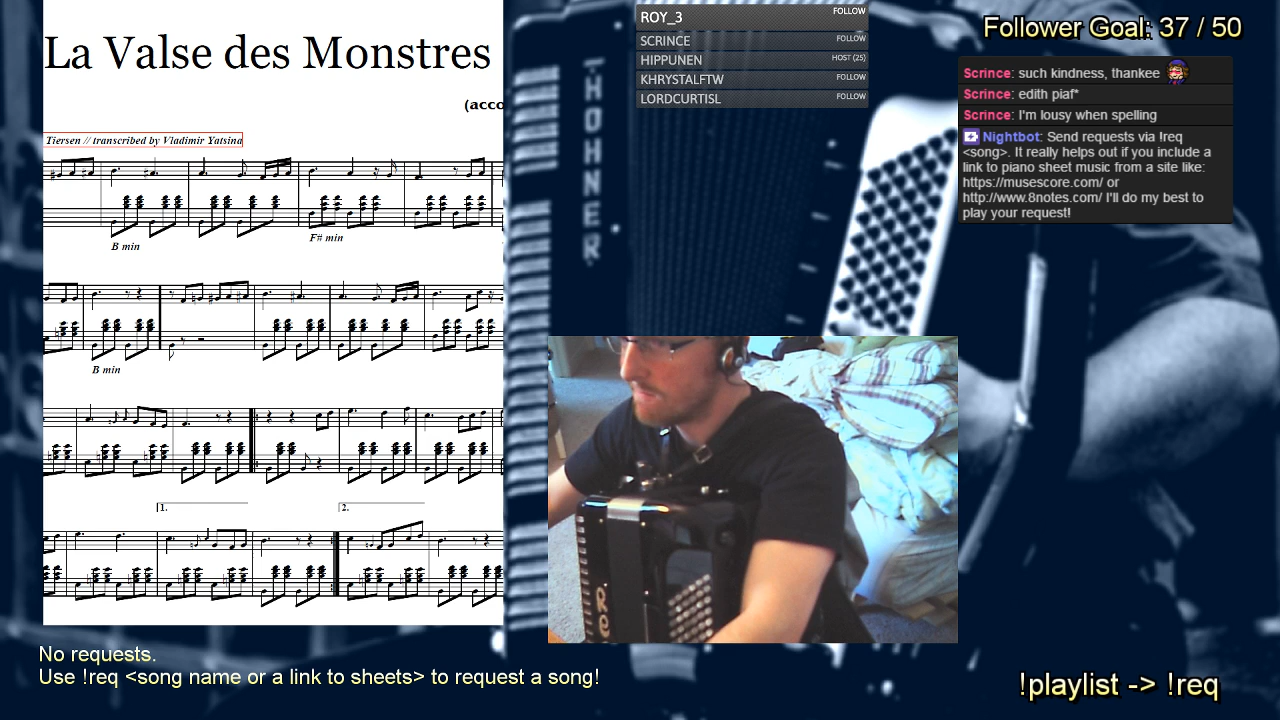 La Valse des Monstres
(acco
Tiersen // transcribed by Vladimir Yatsina
B min
F# min
B min
1.
2.
No requests.
Use !req <song name or a link to sheets> to request a song!
HOHNER
ROY_3 FOLLOW
SCRINCE FOLLOW
HIPPUNEN HOST (25)
KHRYSTALFTW FOLLOW
LORDCURTISL FOLLOW
Follower Goal: 37 / 50
Scrince: such kindness, thankee
Scrince: edith piaf*
Scrince: I'm lousy when spelling
Nightbot: Send requests via !req
<song>. It really helps out if you include a
link to piano sheet music from a site like:
https://musescore.com/ or
http://www.8notes.com/ I'll do my best to
play your request!
!playlist -> !req